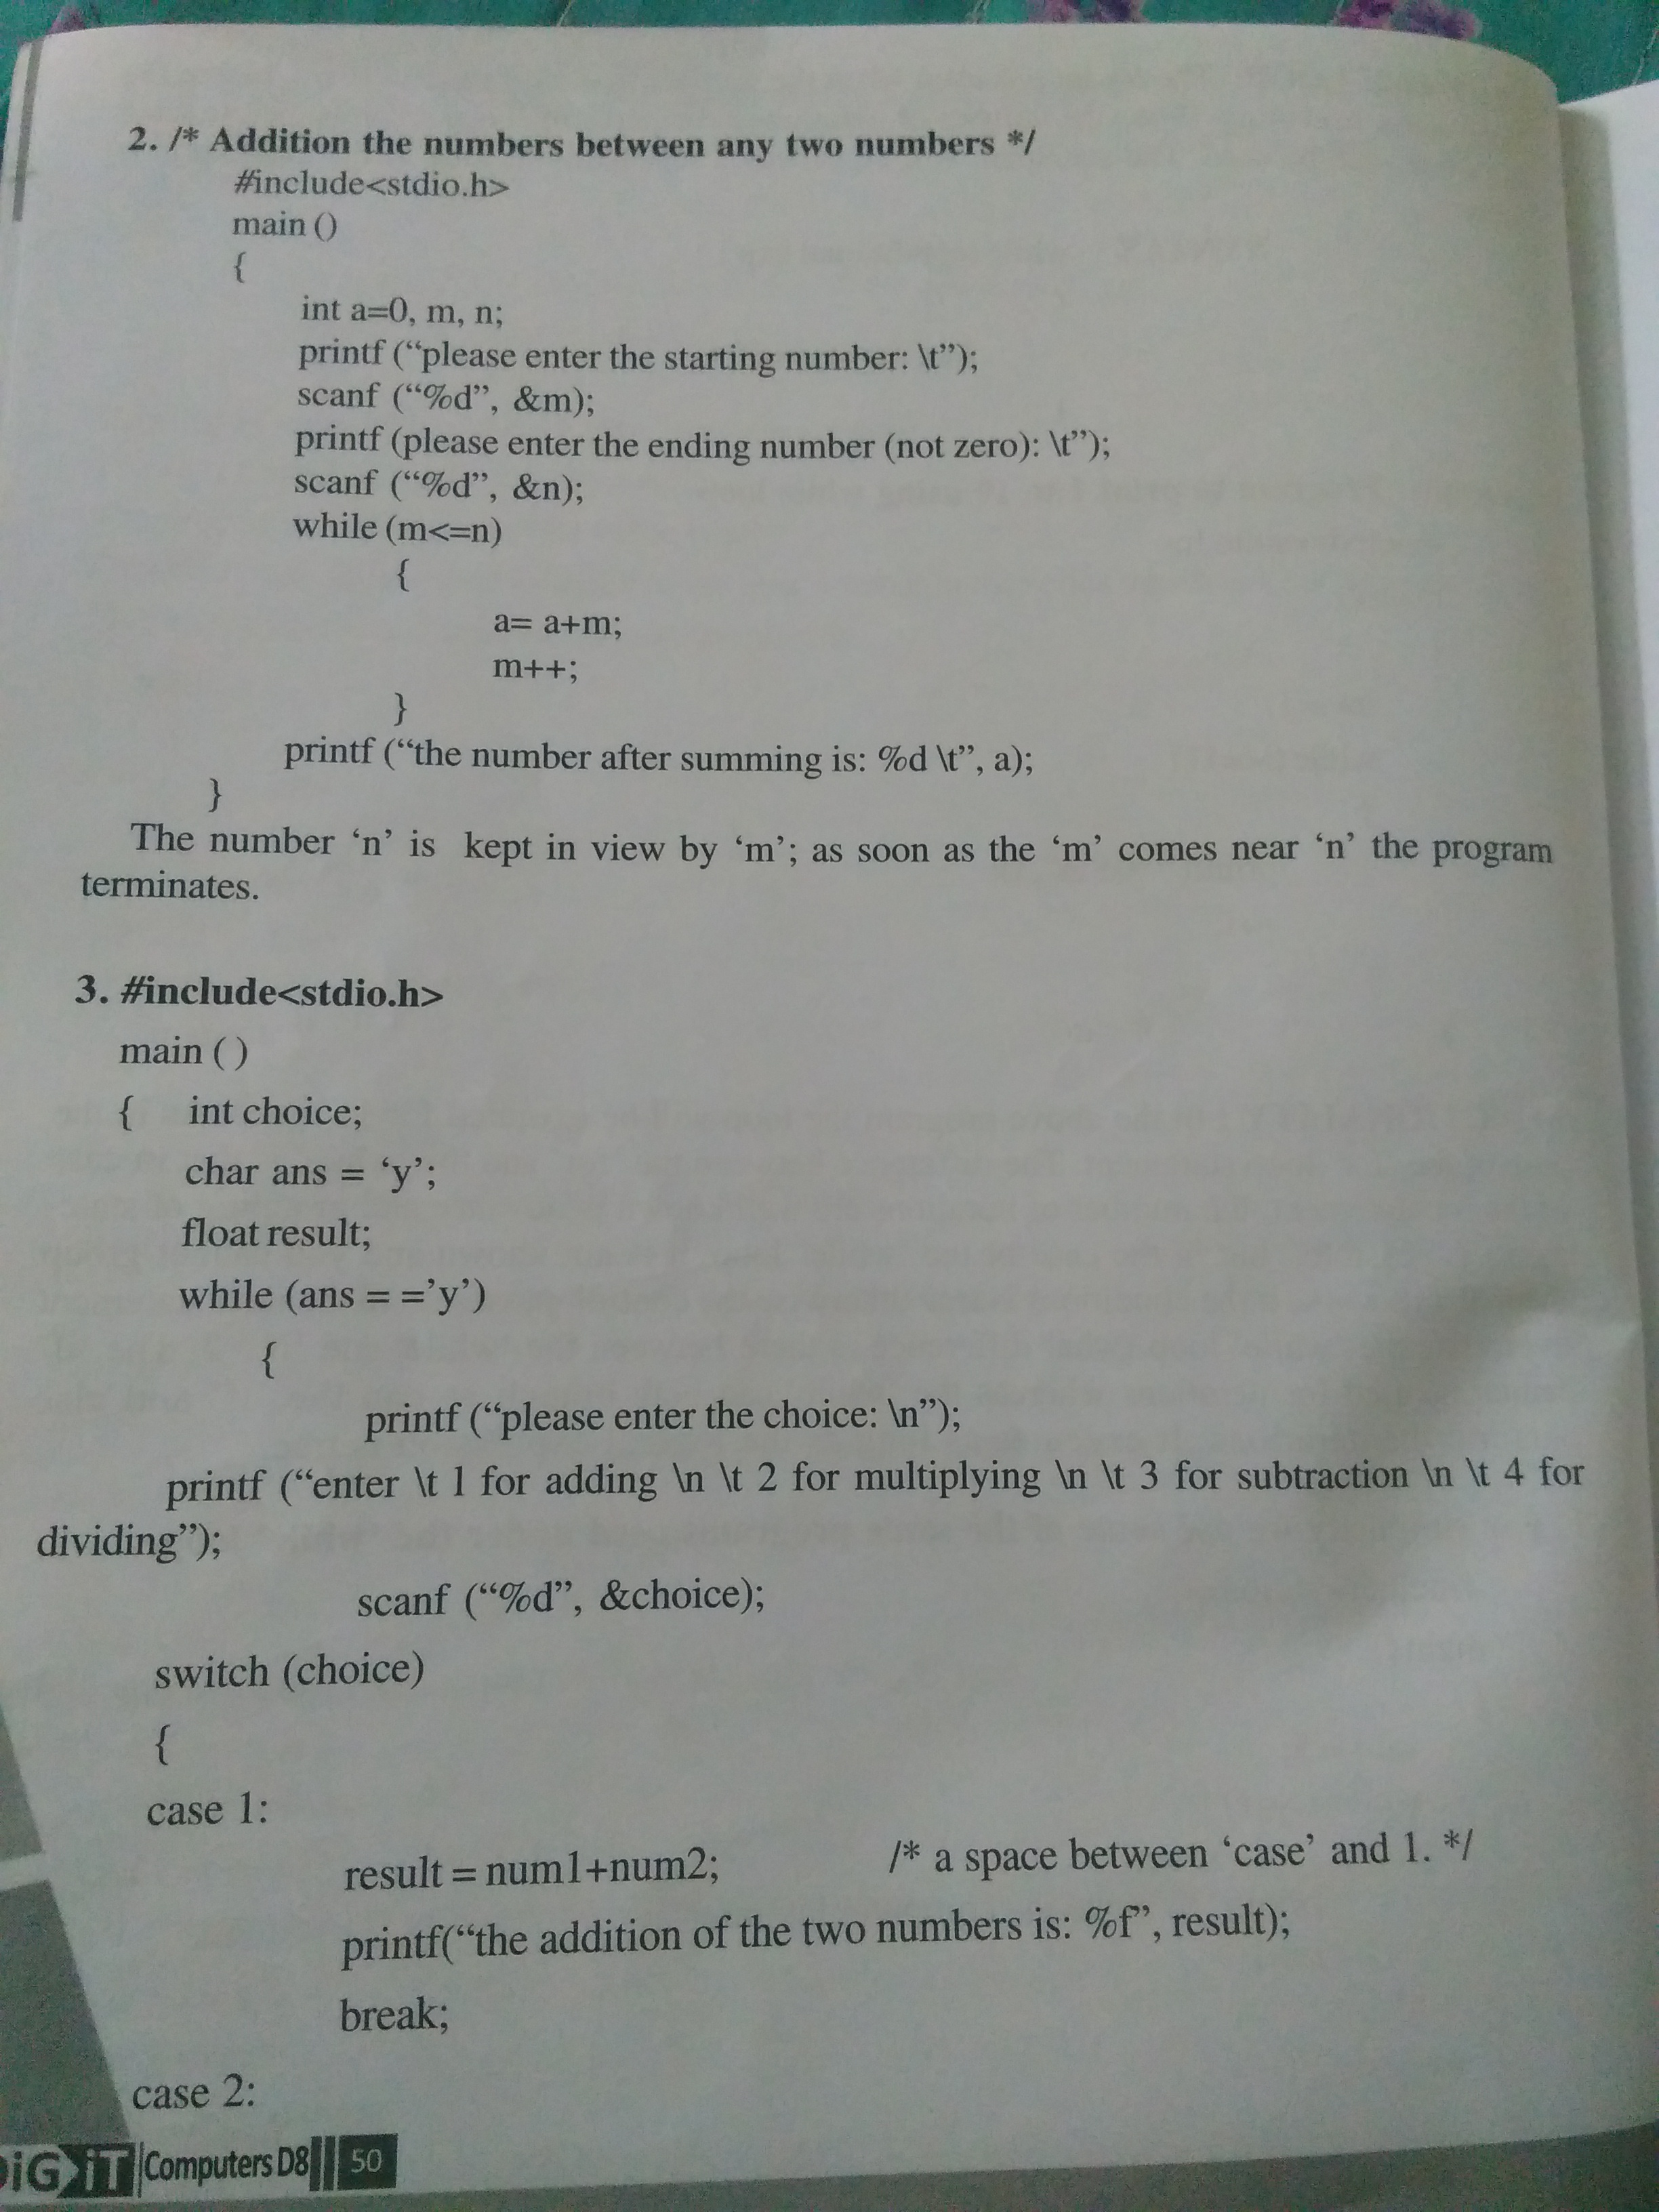 2. /* Addition the numbers between any two numbers */
#include<stdio.h>
main ()
{
int a=0, m, n;
printf (“please enter the starting number: \t”);
scanf (“%d”, &m);
printf (please enter the ending number (not zero): \t”);
scanf (“%d”, &n);
while (m<=n)
{
a= a+m;
m++;
}
printf (“the number after summing is: %d \t”, a);
}
The number ‘n’ is kept in view by ‘m’; as soon as the ‘m’ comes near ‘n’ the program
terminates.
3. #include<stdio.h>
main ( )
{ int choice;
char ans = ‘y’;
float result;
while (ans = =’y’)
{
printf (“please enter the choice: \n”);
printf (“enter \t 1 for adding \n \t 2 for multiplying \n \t 3 for subtraction \n \t 4 for
dividing”);
scanf (“%d”, &choice);
switch (choice)
{
case 1:
result = num1+num2; /* a space between ‘case’ and 1. */
printf(“the addition of the two numbers is: %f”, result);
break;
case 2:
DiGiT Computers D8 50